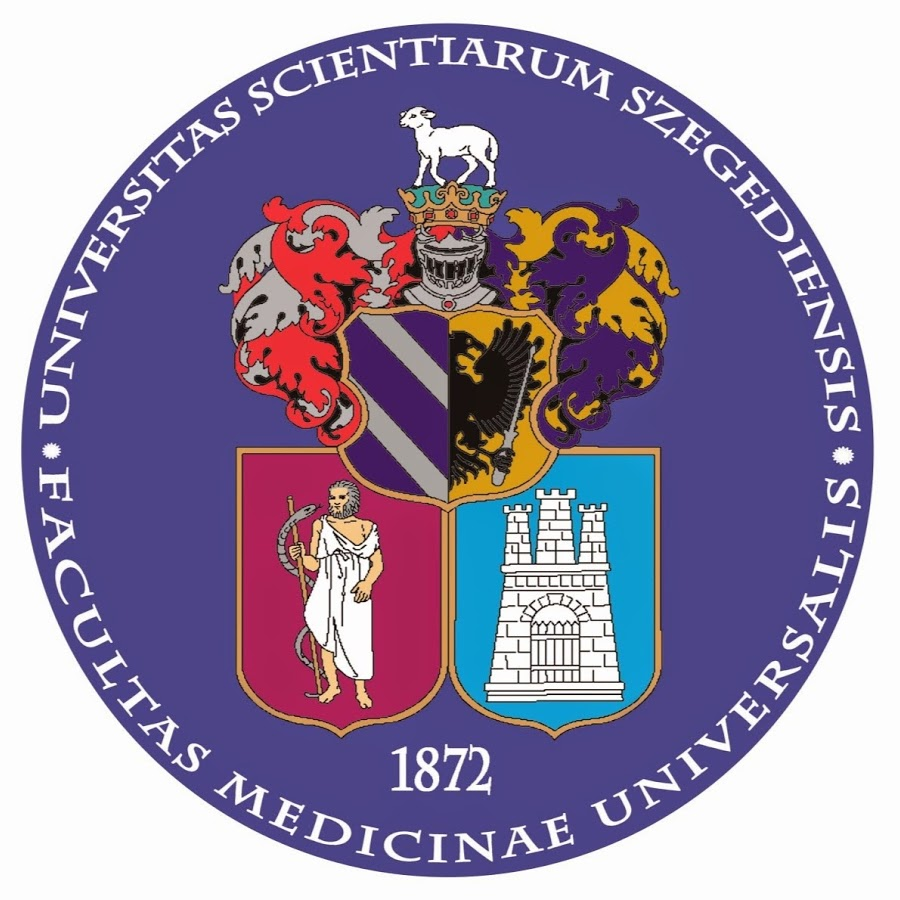 UNIVERSITAS SCIENTIARUM SZEGEDIENSIS
FACULTAS MEDICINAE UNIVERSALIS
1872